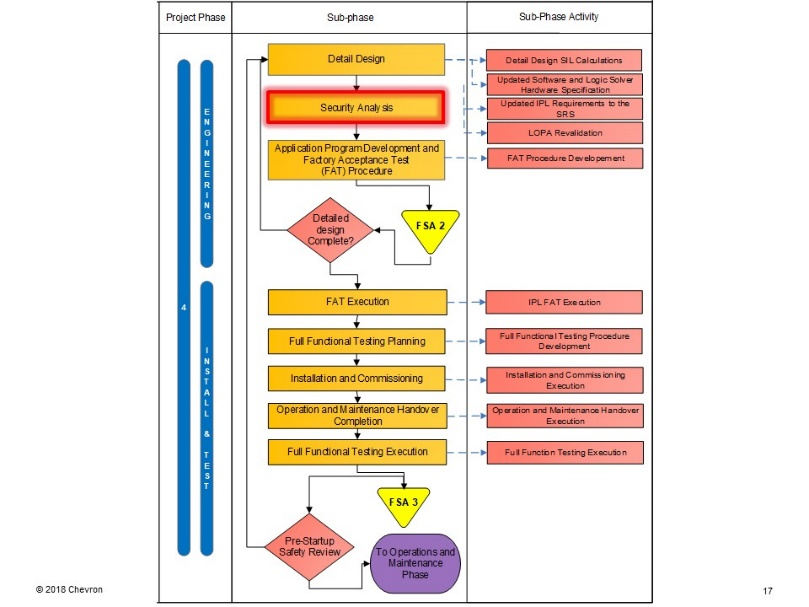 Project Phase
Sub-phase
Sub-Phase Activity
Detail Design
Detail Design SIL Calculations
Updated Software and Logic Solver
Hardware Specification
Security Analysis
Updated IPL Requirements to the
SRS
LOPA Revalidation
Application Program Development and
Factory Acceptance Test
(FAT) Procedure
FAT Procedure Developement
ENGINEERING
Detailed
design
Complete?
FSA 2
4
FAT Execution
IPL FAT Execution
Full Functional Testing Planning
Full Functional Testing Procedure
Development
INSTALL & TEST
Installation and Commissioning
Installation and Commissioning
Execution
Operation and Maintenance Handover
Completion
Operation and Maintenance Handover
Execution
Full Functional Testing Execution
Full Function Testing Execution
FSA 3
Pre-Startup
Safety Review
To Operations and
Maintenance
Phase
© 2018 Chevron
17